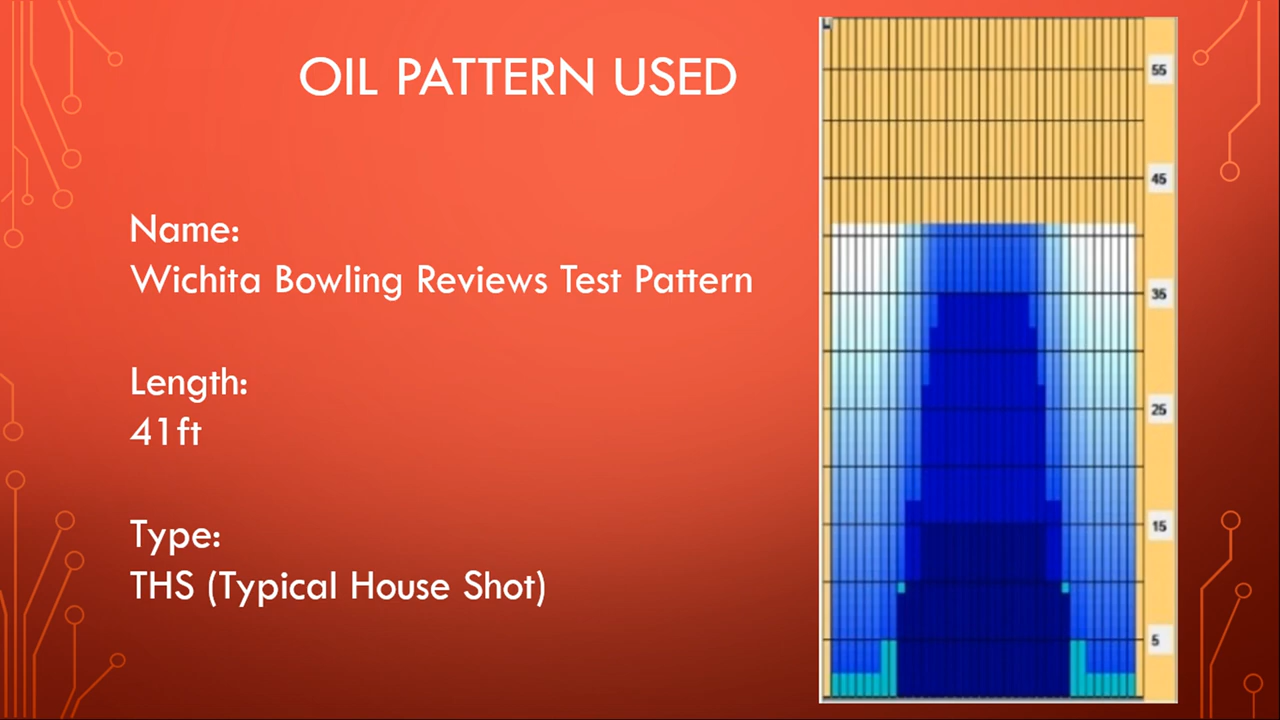 OIL PATTERN USED
Name:
Wichita Bowling Reviews Test Pattern
Length:
41ft
Type:
THS (Typical House Shot)
55
45
35
25
15
5